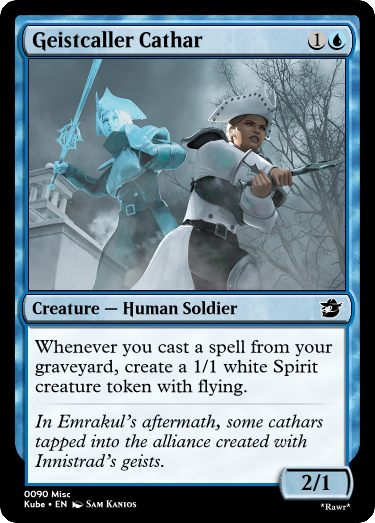 Geistcaller Cathar 1
Creature — Human Soldier
Whenever you cast a spell from your
graveyard, create a 1/1 white Spirit
creature token with flying.
In Emrakul's aftermath, some cathars
tapped into the alliance created with
Innistrad's geists.
2/1
0090 Misc
Kube • EN Sam Kanios
*Rawr*